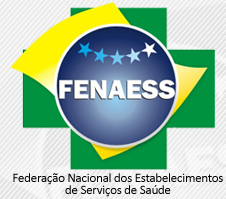 FENAESS
Federação Nacional dos Estabelecimentos
de Serviços de Saúde